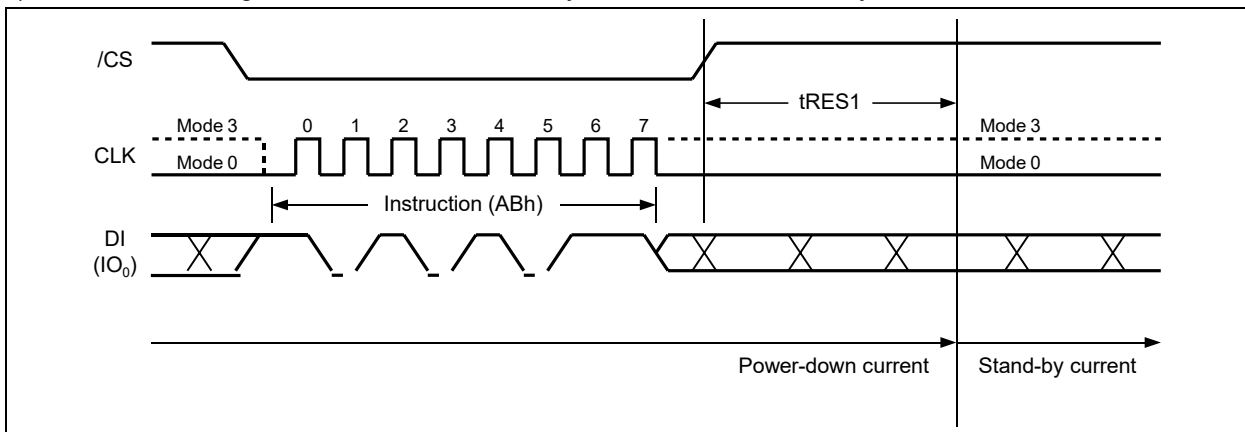 /CS
tRES1
Mode 3 0 1 2 3 4 5 6 7 Mode 3
CLK
Mode 0 Mode 0
Instruction (ABh)
DI
(IO₀)
Power-down current Stand-by current